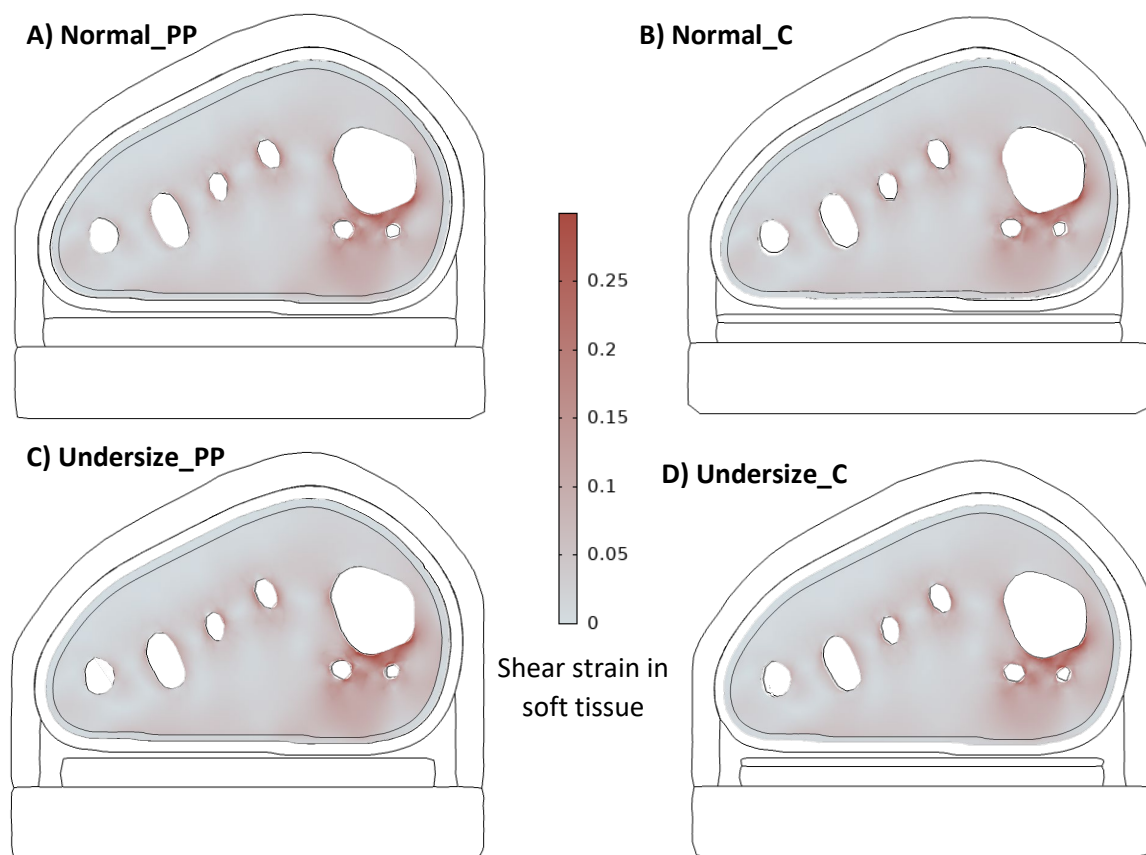 A) Normal_PP
B) Normal_C
0.25
0.2
0.15
0.1
0.05
0
C) Undersize_PP
D) Undersize_C
Shear strain in
soft tissue